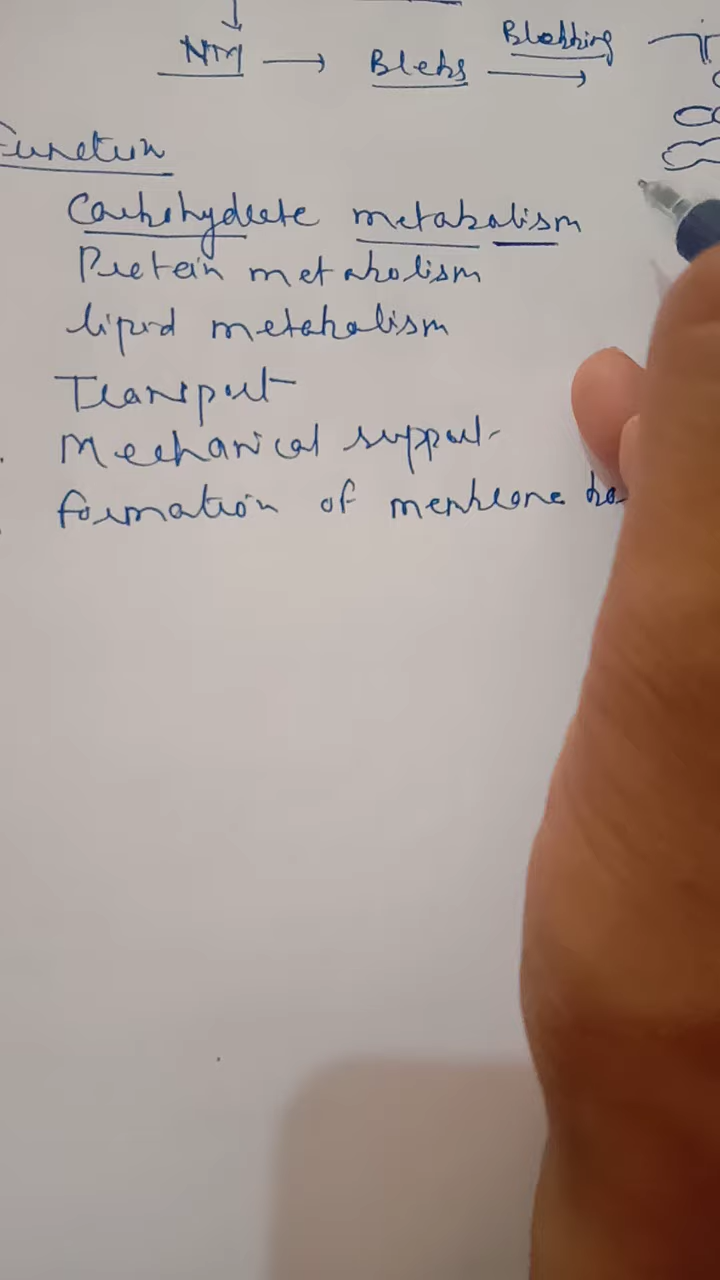 NM → Blebs Blebbing
Function
Carbohydrate metabolism
Protein metabolism
lipid metabolism
Transport
Mechanical support
formation of membrane